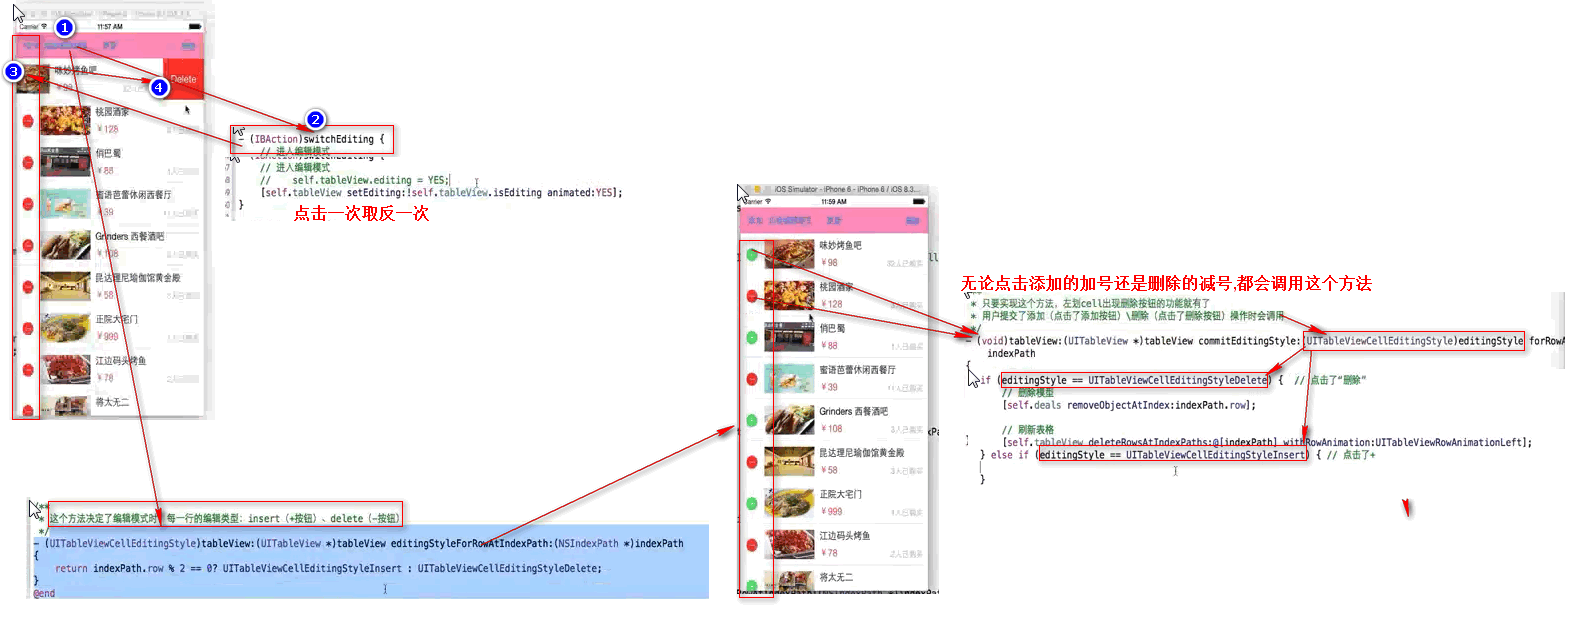 11:57 AM
1
3
4
Delete
味妙烤鱼吧
桃园酒家
¥128
俏巴蜀
¥88
蜜语芭蕾休闲西餐厅
¥39
Grinders 西餐酒吧
¥108
昆达理尼瑜伽馆黄金殿
¥58
正院大宅门
¥999
江边码头烤鱼
¥78
将太无二
2
- (IBAction)switchEditing {
// 进入编辑模式
// 进入编辑模式
//    self.tableView.editing = YES;
[self.tableView setEditing:!self.tableView.isEditing animated:YES];
}
点击一次取反一次
这个方法决定了编辑模式时,每一行的编辑类型: insert (+按钮) 、delete (-按钮)
*/
- (UITableViewCellEditingStyle)tableView:(UITableView *)tableView editingStyleForRowAtIndexPath:(NSIndexPath *)indexPath
{
return indexPath.row % 2 == 0? UITableViewCellEditingStyleInsert : UITableViewCellEditingStyleDelete;
}
@end
iOS Simulator - iPhone 6 - iPhone 6 / iOS 8.3...
11:59 AM
味妙烤鱼吧
¥98
桃园酒家
¥128
俏巴蜀
¥88
蜜语芭蕾休闲西餐厅
¥39
Grinders 西餐酒吧
¥108
昆达理尼瑜伽馆黄金殿
¥58
正院大宅门
¥999
江边码头烤鱼
¥78
将太无二
无论点击添加的加号还是删除的减号,都会调用这个方法
* 只要实现这个方法，左划cell出现删除按钮的功能就有了
* 用户提交了添加（点击了添加按钮）\删除（点击了删除按钮）操作时会调用
*/
- (void)tableView:(UITableView *)tableView commitEditingStyle:(UITableViewCellEditingStyle)editingStyle forRowA
indexPath
{
if (editingStyle == UITableViewCellEditingStyleDelete) {  // 点击了“删除”
// 删除模型
[self.deals removeObjectAtIndex:indexPath.row];
// 刷新表格
[self.tableView deleteRowsAtIndexPaths:@[indexPath] withRowAnimation:UITableViewRowAnimationLeft];
} else if (editingStyle == UITableViewCellEditingStyleInsert) { // 点击了+
}